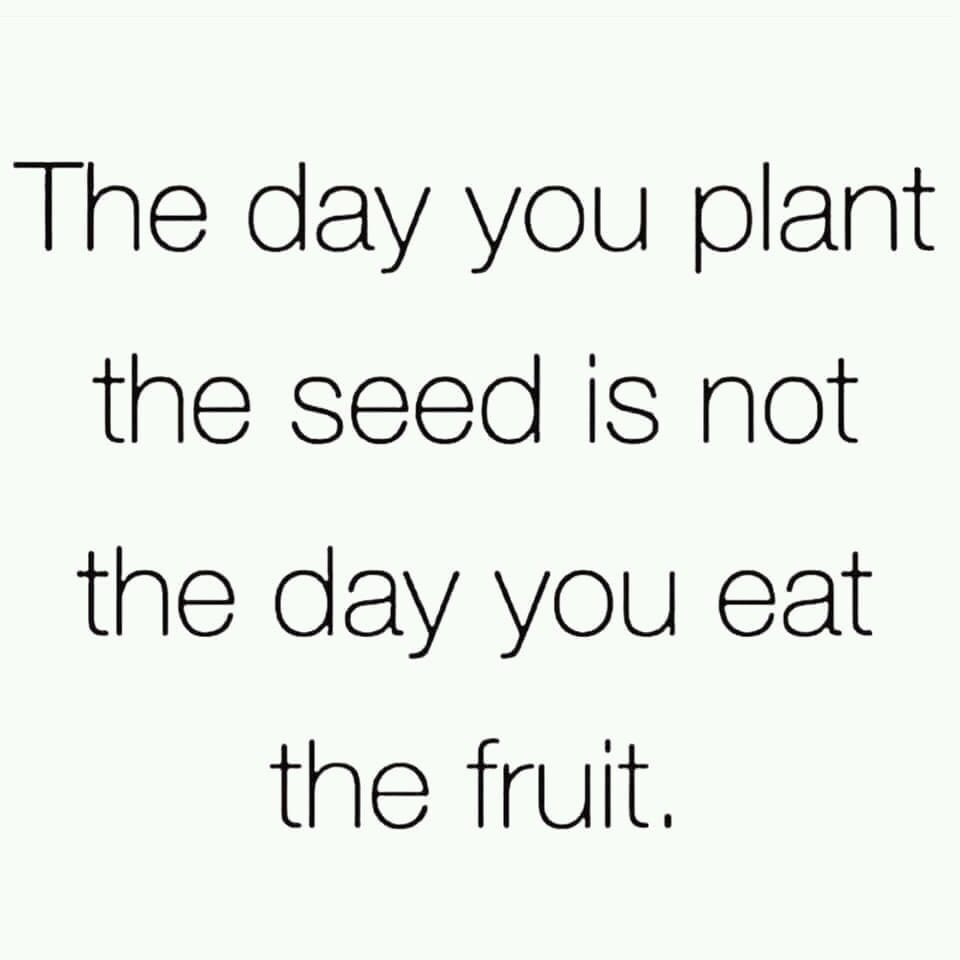 The day you plant
the seed is not
the day you eat
the fruit.